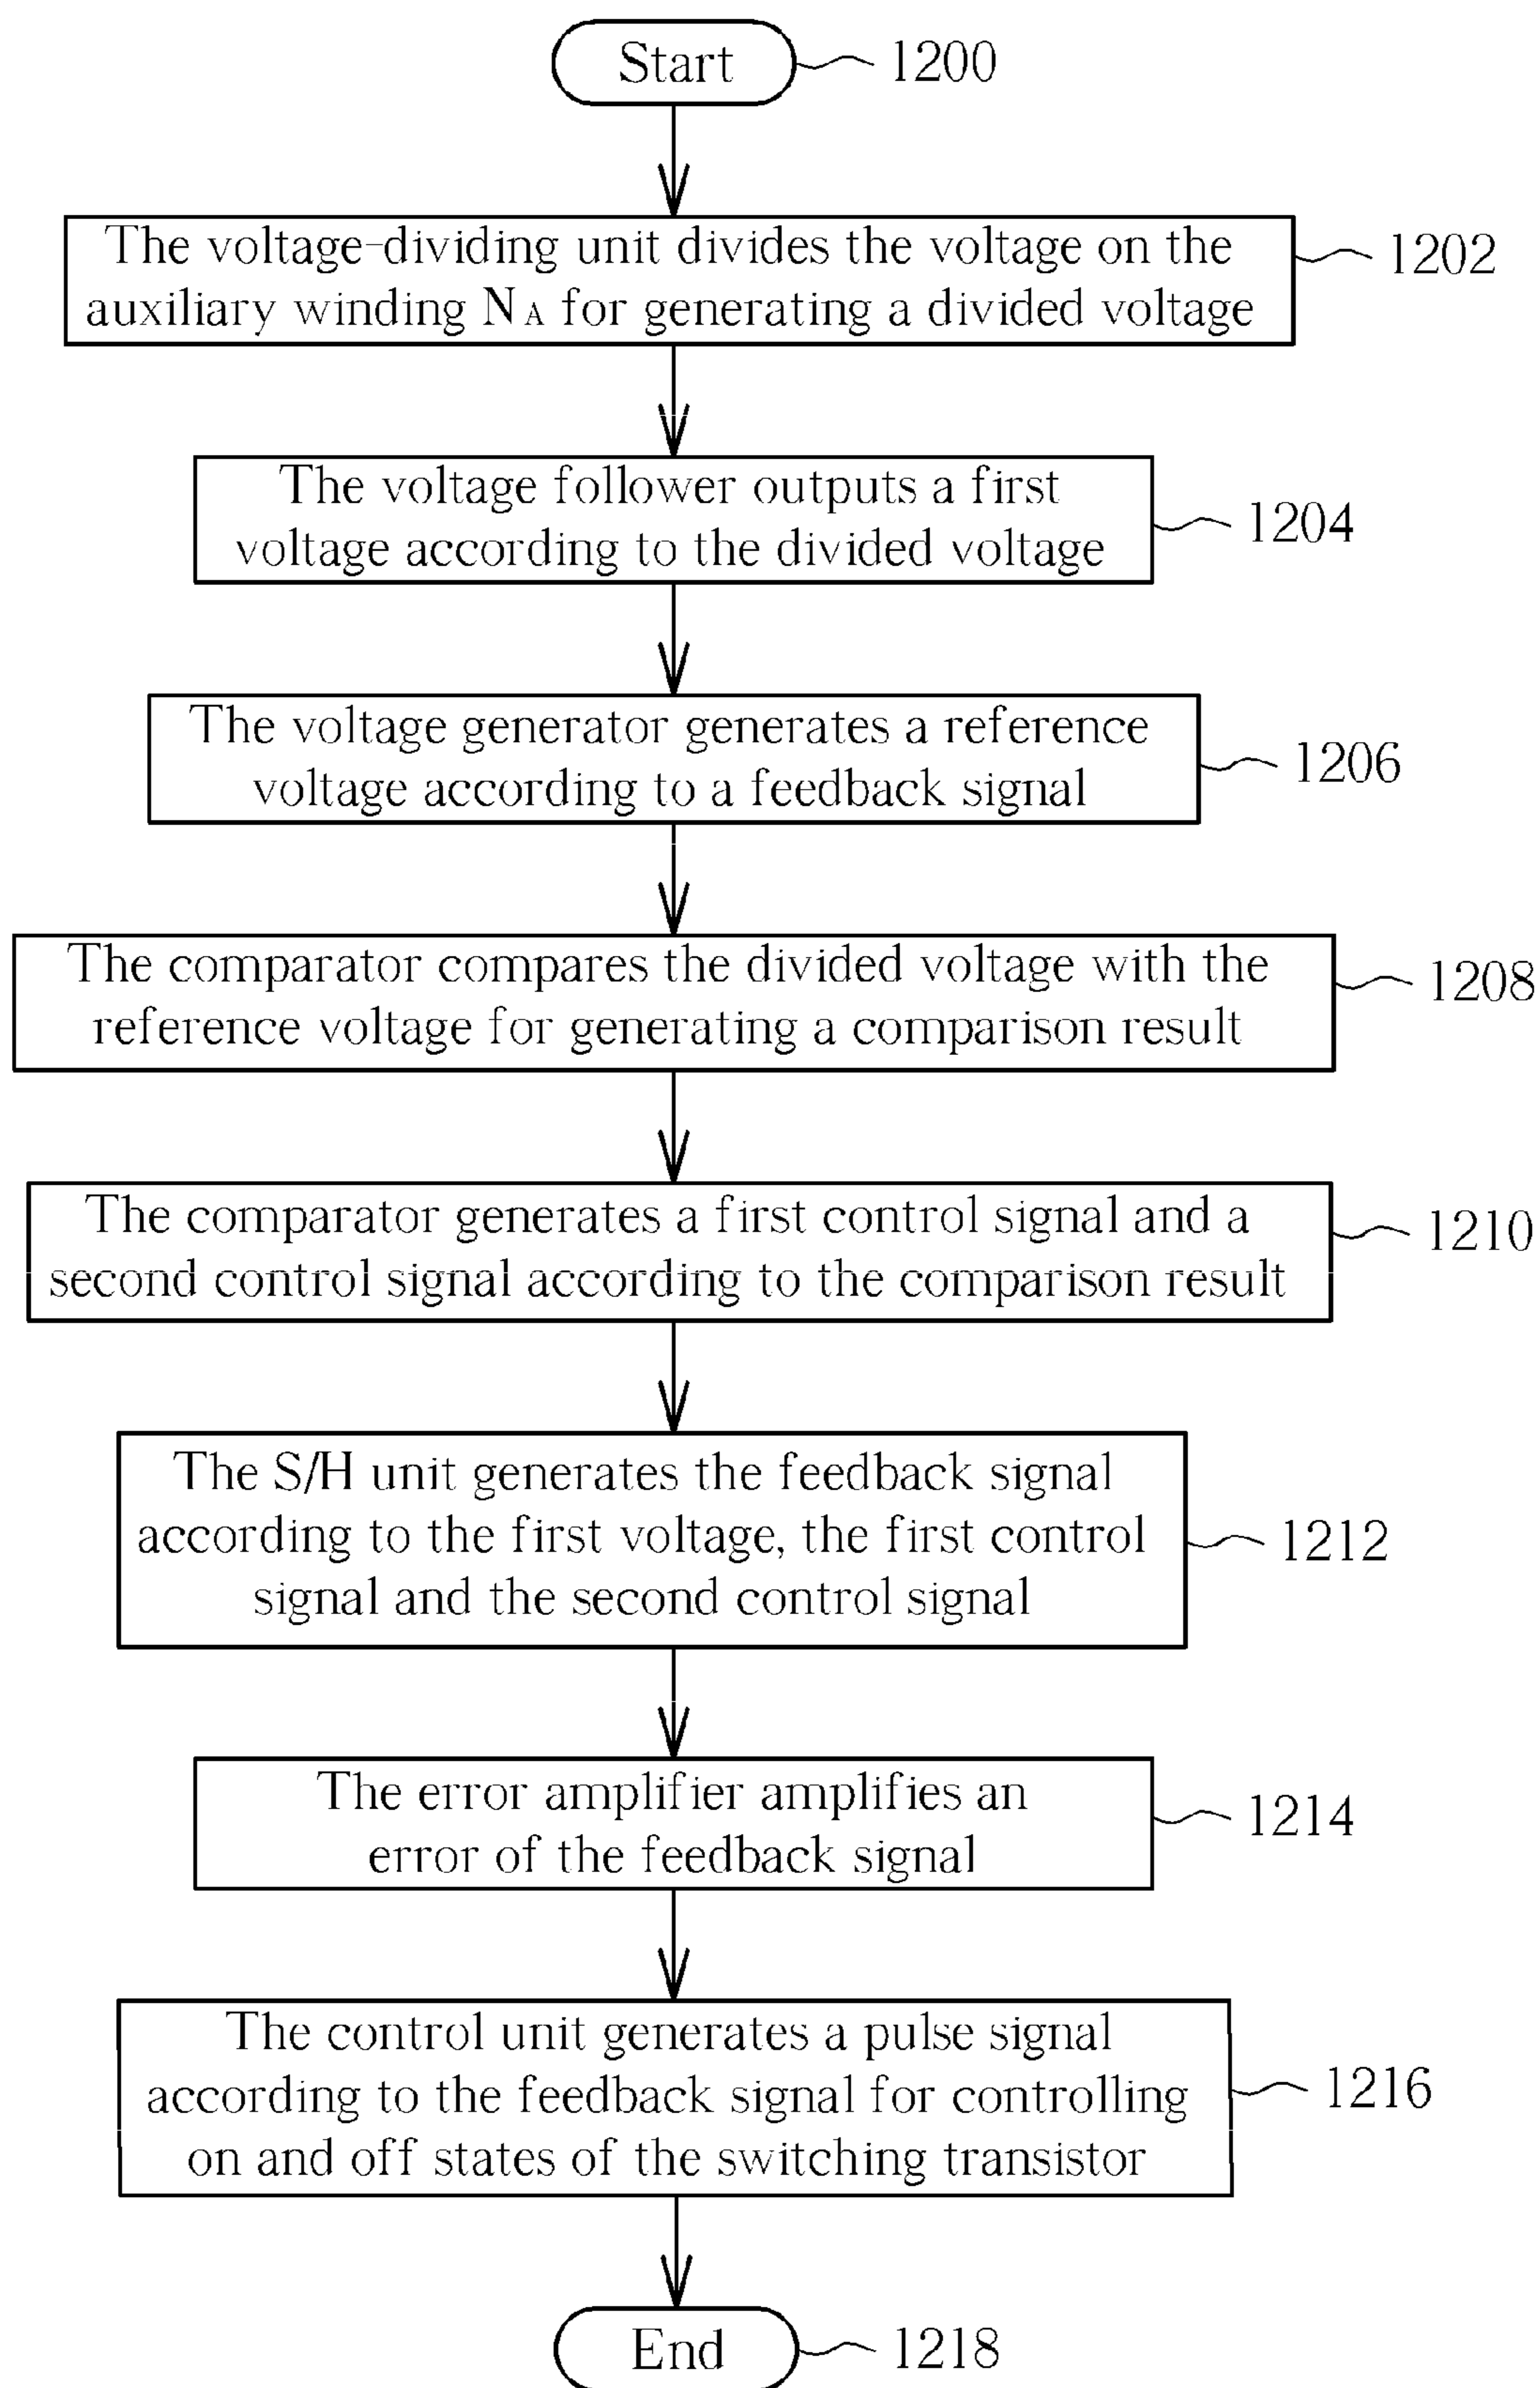 Start 1200
The voltage-dividing unit divides the voltage on the
auxiliary winding NA for generating a divided voltage
1202
The voltage follower outputs a first
voltage according to the divided voltage
1204
The voltage generator generates a reference
voltage according to a feedback signal
1206
The comparator compares the divided voltage with the
reference voltage for generating a comparison result
1208
The comparator generates a first control signal and a
second control signal according to the comparison result
1210
The S/H unit generates the feedback signal
according to the first voltage, the first control
signal and the second control signal
1212
The error amplifier amplifies an
error of the feedback signal
1214
The control unit generates a pulse signal
according to the feedback signal for controlling
on and off states of the switching transistor
1216
End 1218